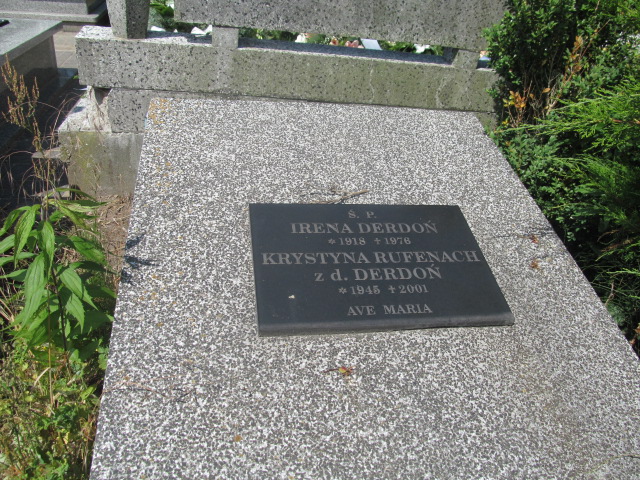 Ś. P.
IRENA DERDOŃ
*1918 +1976
KRYSTYNA RUFENACH
z d. DERDOŃ
*1945 +2001
AVE MARIA